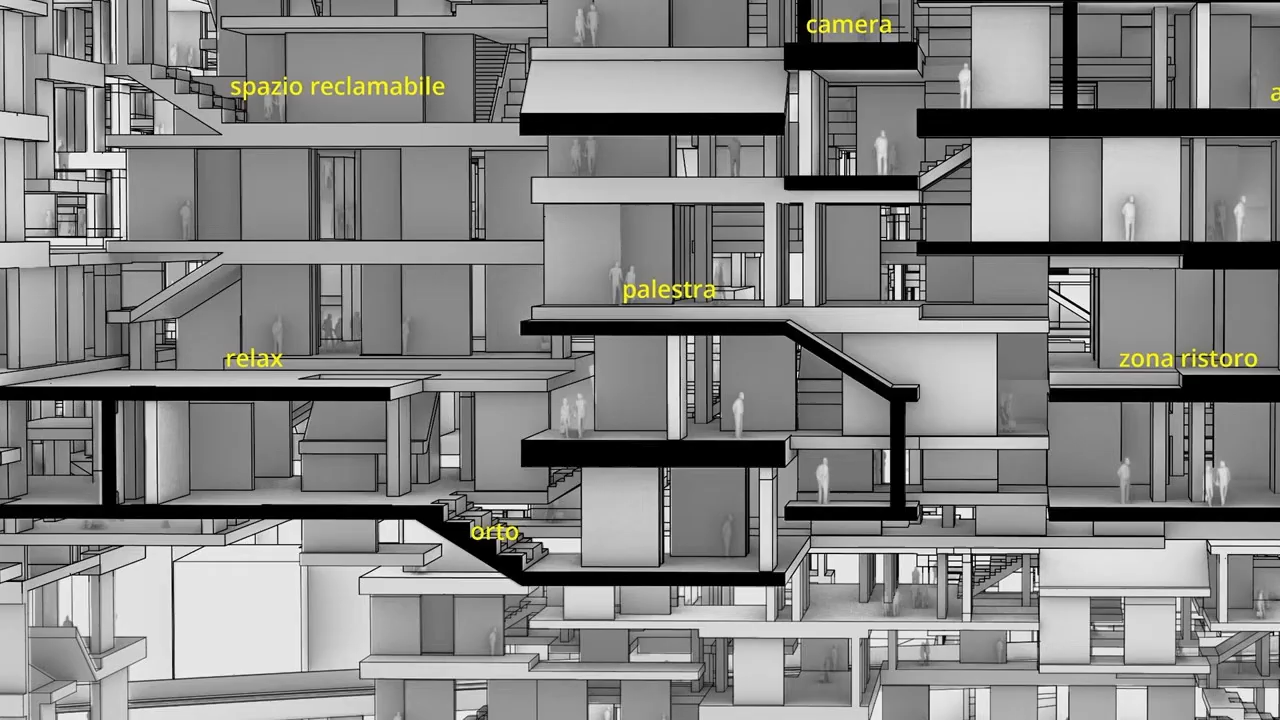 camera
spazio reclamabile
palestra
relax
zona ristoro
orto